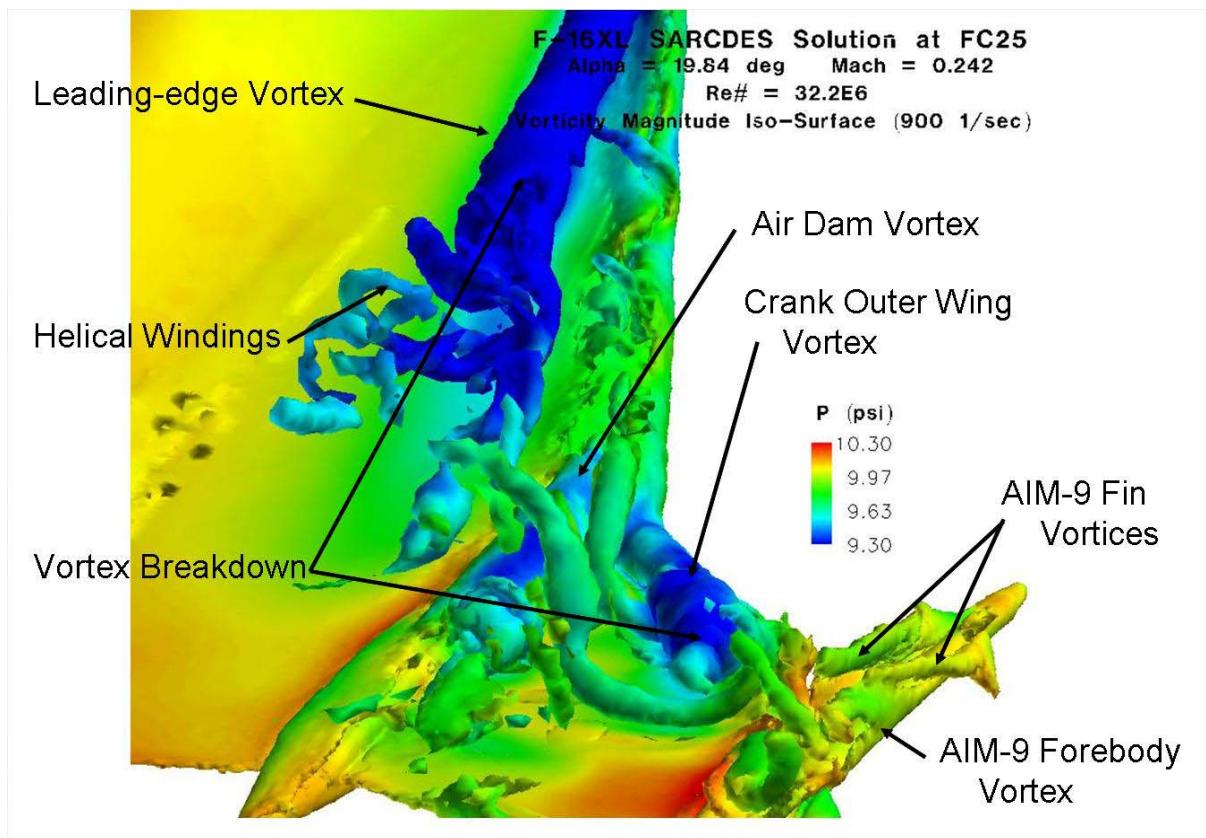 F-16XL SARCDES Solution at FC25
Alpha = 19.84 deg Mach = 0.242
Re# = 32.2E6
Vorticity Magnitude Iso-Surface (900 1/sec)
Leading-edge Vortex
Air Dam Vortex
Crank Outer Wing
Vortex
Helical Windings
P (psi)
10.30
9.97
9.63
9.30
AIM-9 Fin
Vortices
Vortex Breakdown
AIM-9 Forebody
Vortex